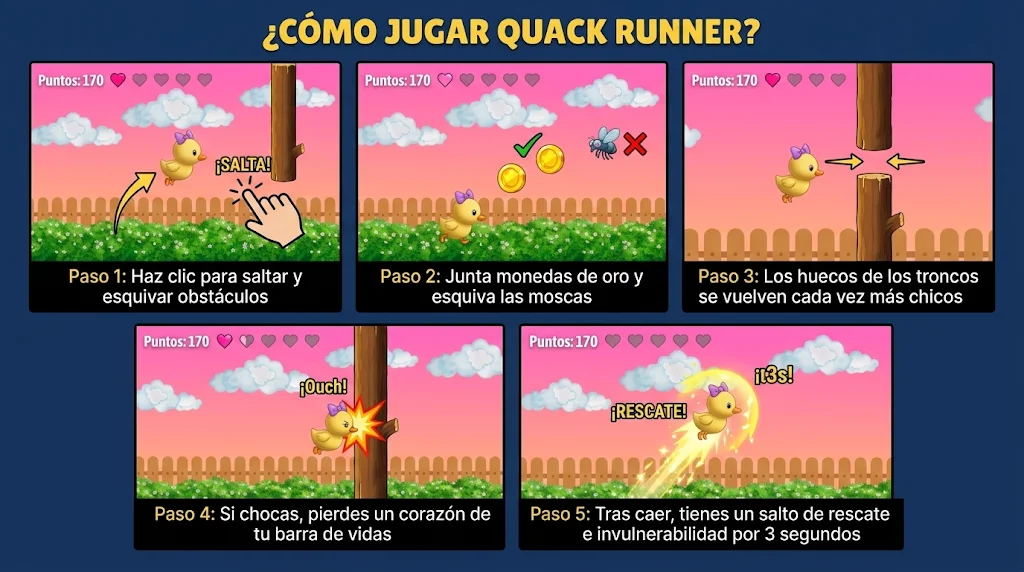 ¿CÓMO JUGAR QUACK RUNNER?
Puntos: 170
¡SALTA!
Paso 1: Haz clic para saltar y
esquivar obstáculos
Puntos: 170
Paso 2: Junta monedas de oro y
esquiva las moscas
Puntos: 170
Paso 3: Los huecos de los troncos
se vuelven cada vez más chicos
Puntos: 170
¡Ouch!
Paso 4: Si chocas, pierdes un corazón de
tu barra de vidas
Puntos: 170
¡t3s!
¡RESCATE!
Paso 5: Tras caer, tienes un salto de rescate
e invulnerabilidad por 3 segundos